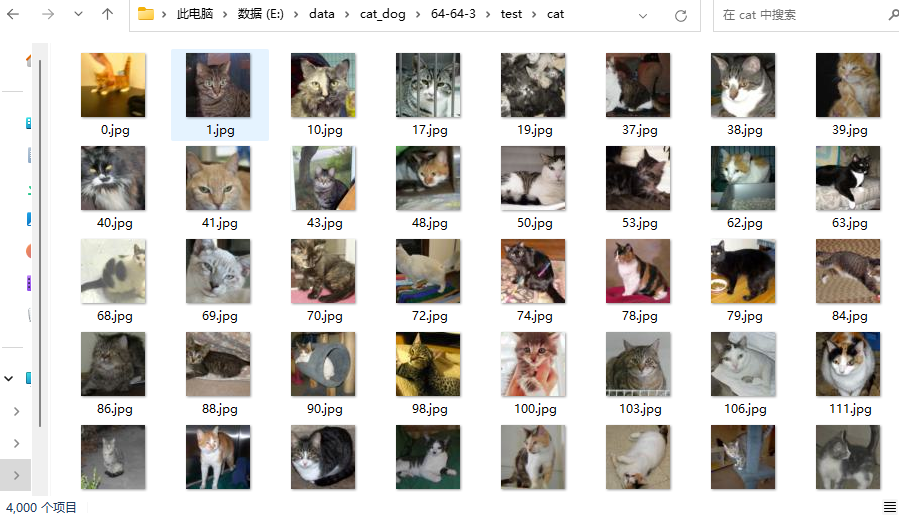 此电脑 > 数据 (E:) > data > cat_dog > 64-64-3 > test > cat
在 cat 中搜索
0.jpg 1.jpg 10.jpg 17.jpg 19.jpg 37.jpg 38.jpg 39.jpg
40.jpg 41.jpg 43.jpg 48.jpg 50.jpg 53.jpg 62.jpg 63.jpg
68.jpg 69.jpg 70.jpg 72.jpg 74.jpg 78.jpg 79.jpg 84.jpg
86.jpg 88.jpg 90.jpg 98.jpg 100.jpg 103.jpg 106.jpg 111.jpg
4,000 个项目